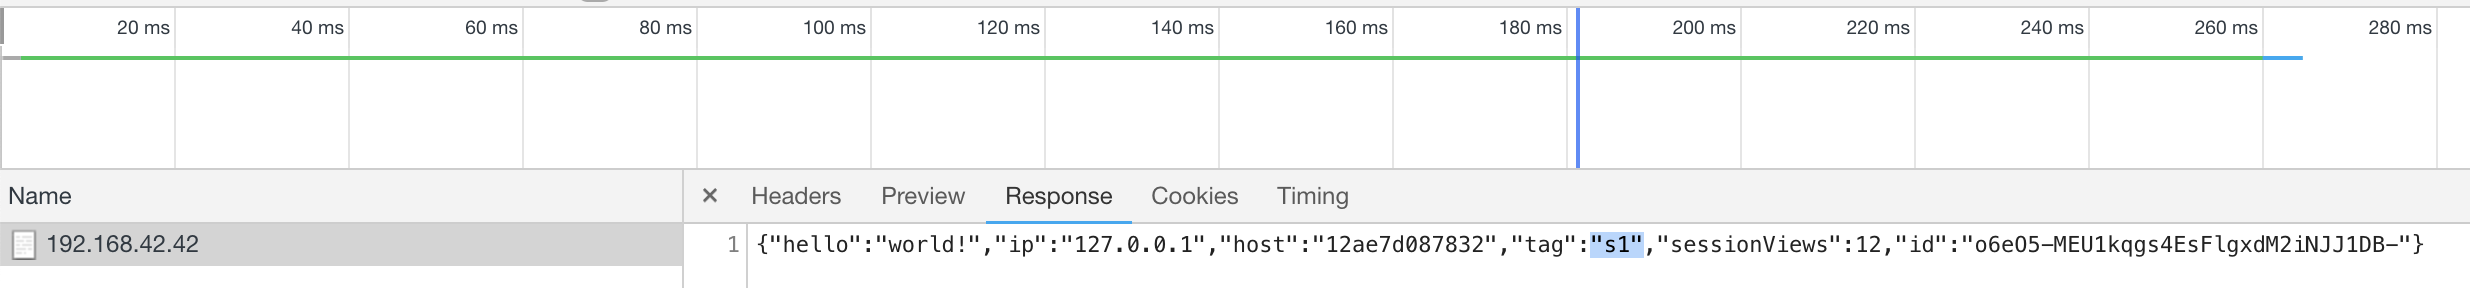 20 ms 40 ms 60 ms 80 ms 100 ms 120 ms 140 ms 160 ms 180 ms 200 ms 220 ms 240 ms 260 ms 280 ms
Name × Headers Preview Response Cookies Timing
192.168.42.42
1 {"hello":"world!","ip":"127.0.0.1","host":"12ae7d087832","tag":"s1","sessionViews":12,"id":"o6eO5-MEU1kqgs4EsFlgxdM2iNJJ1DB-"}